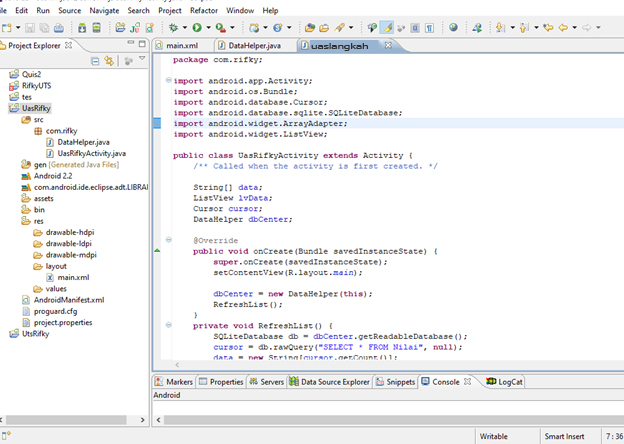 File Edit Run Source Navigate Search Project Refactor Window Help
Project Explorer
Quis2
RifkyUTS
tes
UasRifky
src
com.rifky
DataHelper.java
UasRifkyActivity.java
gen [Generated Java Files]
Android 2.2
com.android.ide.eclipse.adt.LIBRAI
assets
bin
res
drawable-hdpi
drawable-ldpi
drawable-mdpi
layout
main.xml
values
AndroidManifest.xml
proguard.cfg
project.properties
UtsRifky
main.xml DataHelper.java uaslangkah
package com.rifky;
import android.app.Activity;
import android.os.Bundle;
import android.database.Cursor;
import android.database.sqlite.SQLiteDatabase;
import android.widget.ArrayAdapter;
import android.widget.ListView;
public class UasRifkyActivity extends Activity {
/** Called when the activity is first created. */
String[] data;
ListView lvData;
Cursor cursor;
DataHelper dbCenter;
@Override
public void onCreate(Bundle savedInstanceState) {
super.onCreate(savedInstanceState);
setContentView(R.layout.main);
dbCenter = new DataHelper(this);
RefreshList();
}
private void RefreshList() {
SQLiteDatabase db = dbCenter.getReadableDatabase();
cursor = db.rawQuery("SELECT * FROM Nilai", null);
data = new String[cursor.getCount()];
Markers Properties Servers Data Source Explorer Snippets Console LogCat
Android
Writable Smart Insert 7 : 36